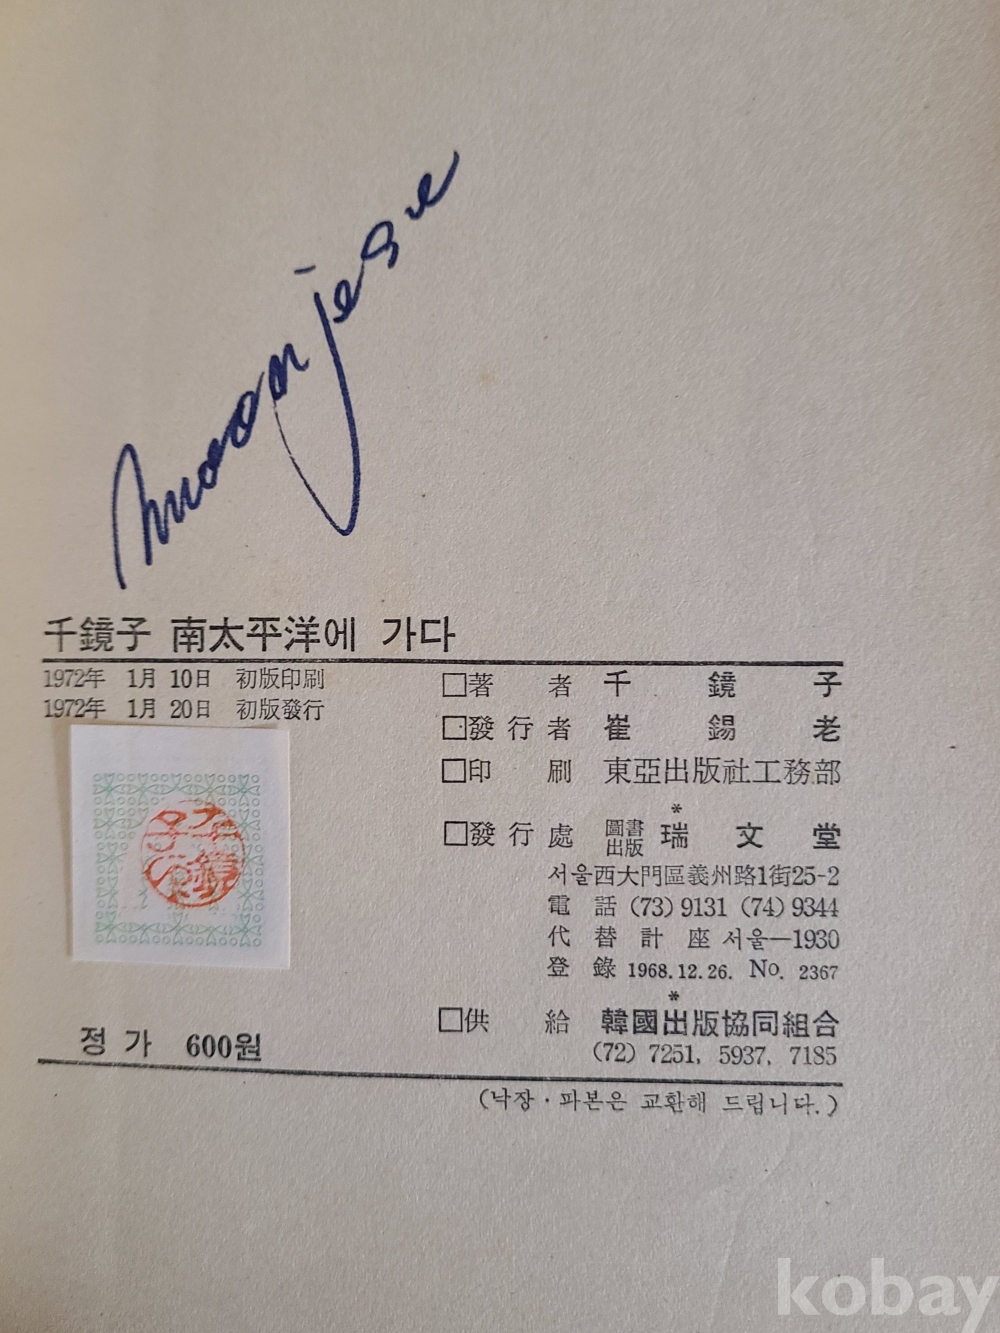 千鏡子 南太平洋에 가다
1972年 1月 10日 初版印刷
1972年 1月 20日 初版發行
□著 者 千鏡子
□發行者 崔錫老
□印 刷 東亞出版社工務部
*
□發行處 圖書出版 瑞文堂
서울西大門區義州路1街25-2
電 話 (73) 9131 (74) 9344
代替計座 서울—1930
登 錄 1968.12.26. No. 2367
*
□供 給 韓國出版協同組合
(72) 7251, 5937, 7185
정 가 600원
(낙장·파본은 교환해 드립니다.)
kobay